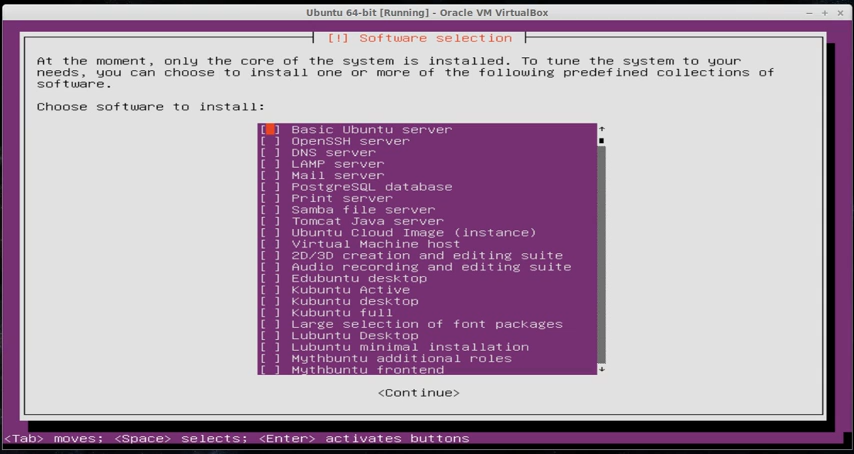 Ubuntu 64-bit [Running] - Oracle VM VirtualBox
[!] Software selection
At the moment, only the core of the system is installed. To tune the system to your
needs, you can choose to install one or more of the following predefined collections of
software.
Choose software to install:
[ ] Basic Ubuntu server
[ ] OpenSSH server
[ ] DNS server
[ ] LAMP server
[ ] Mail server
[ ] PostgreSQL database
[ ] Print server
[ ] Samba file server
[ ] Tomcat Java server
[ ] Ubuntu Cloud Image (instance)
[ ] Virtual Machine host
[ ] 2D/3D creation and editing suite
[ ] Audio recording and editing suite
[ ] Edubuntu desktop
[ ] Kubuntu Active
[ ] Kubuntu desktop
[ ] Kubuntu full
[ ] Large selection of font packages
[ ] Lubuntu Desktop
[ ] Lubuntu minimal installation
[ ] Mythbuntu additional roles
[ ] Mythbuntu frontend
<Continue>
<Tab> moves; <Space> selects; <Enter> activates buttons